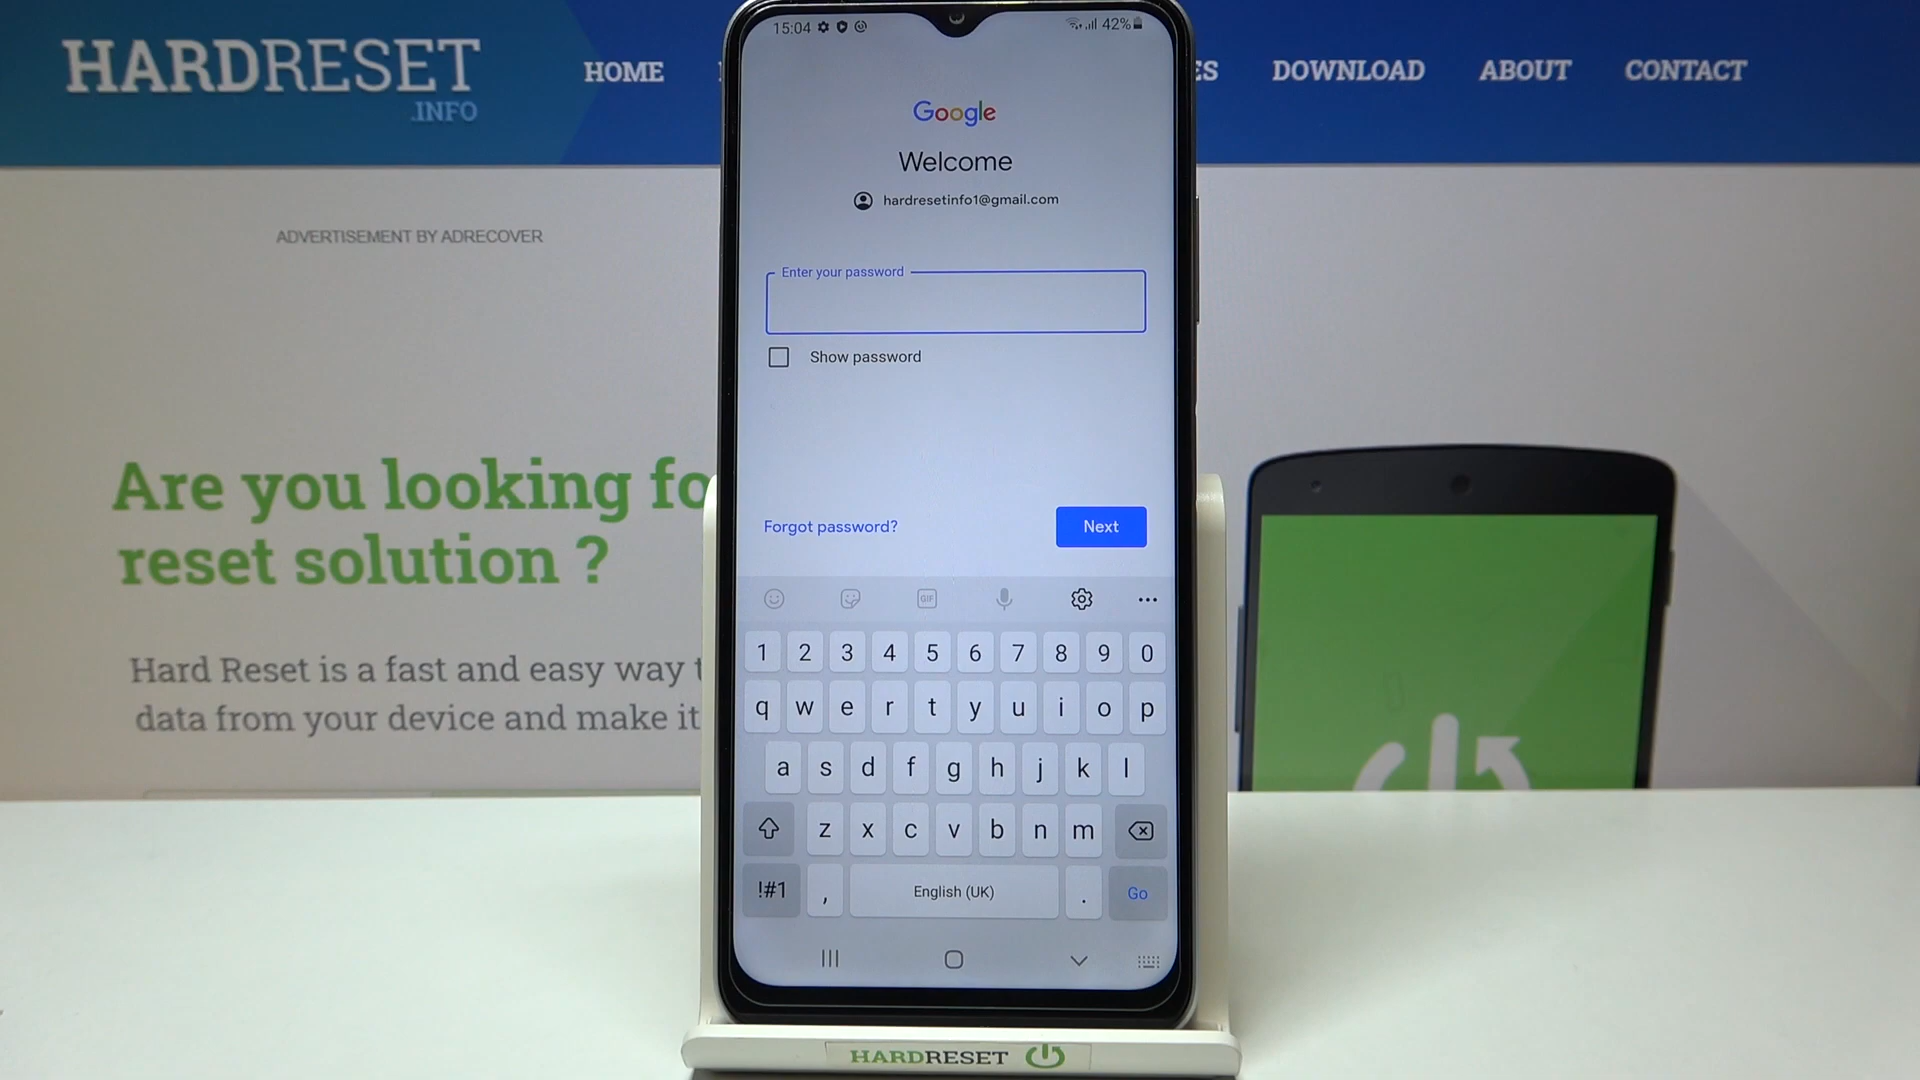 HARDRESET
.INFO
HOME
ES
DOWNLOAD
ABOUT
CONTACT
ADVERTISEMENT BY ADRECOVER
Are you looking fo
reset solution ?
Hard Reset is a fast and easy way t
data from your device and make it
15:04
42%
Google
Welcome
hardresetinfo1@gmail.com
Enter your password
Show password
Forgot password?
Next
GIF
1 2 3 4 5 6 7 8 9 0
q w e r t y u i o p
a s d f g h j k l
z x c v b n m
!#1 , English (UK) . Go
HARDRESET